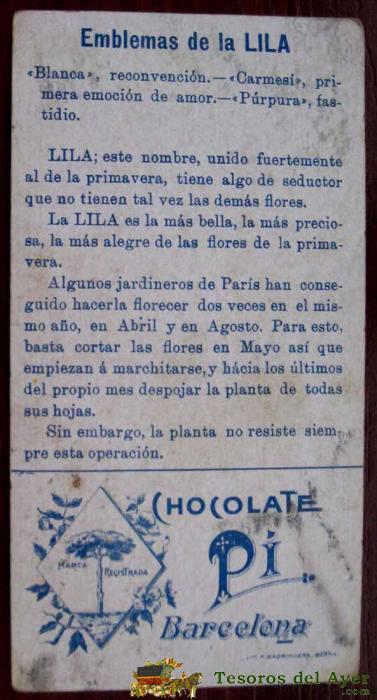 Emblemas de la LILA
«Blanca», reconvención.—«Carmesí», pri-
mera emoción de amor.—«Púrpura», fas-
tidio.
LILA; este nombre, unido fuertemente
al de la primavera, tiene algo de seductor
que no tienen tal vez las demás flores.
La LILA es la más bella, la más precio-
sa, la más alegre de las flores de la prima-
vera.
Algunos jardineros de París han conse-
guido hacerla florecer dos veces en el mis-
mo año, en Abril y en Agosto. Para esto,
basta cortar las flores en Mayo así que
empiezan á marchitarse, y hácia los últimos
del propio mes despojar la planta de todas
sus hojas.
Sin embargo, la planta no resiste siem-
pre esta operación.
CHOCOLATE
Pi
Barcelona
MARCA REGISTRADA
LIT. F. MADRIGUERA, BARNA.
Tesoros del Ayer
.com